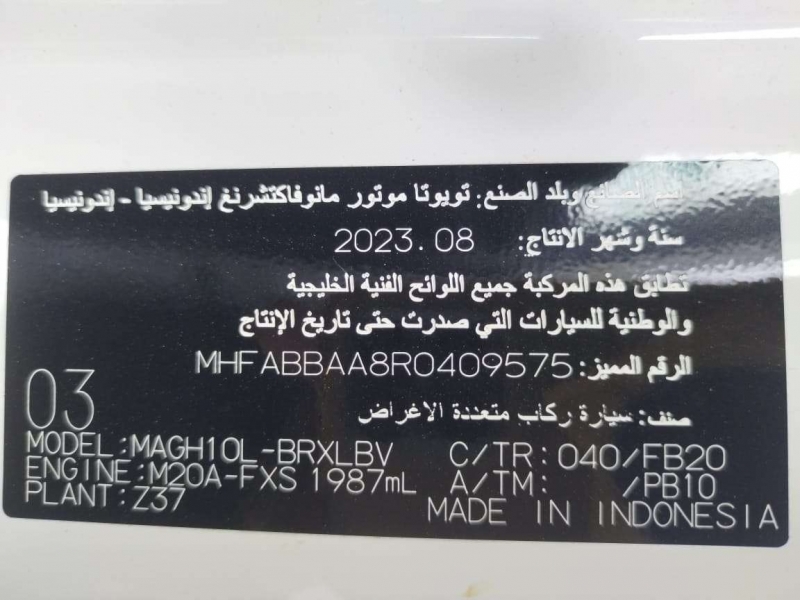 اسم الصانع وبلد الصنع: تويوتا موتور مانوفاكتشرنغ إندونيسيا - إندونيسيا
سنة وشهر الانتاج: 2023.08
تطابق هذه المركبة جميع اللوائح الفنية الخليجية
والوطنية للسيارات التي صدرت حتى تاريخ الإنتاج
الرقم المميز: MHFABBAA8R0409575
صنف: سيارة ركاب متعددة الاغراض
03
MODEL:MAGH10L-BRXLBV C/TR:040/FB20
ENGINE:M20A-FXS 1987mL A/TM: /PB10
PLANT:Z37 MADE IN INDONESIA